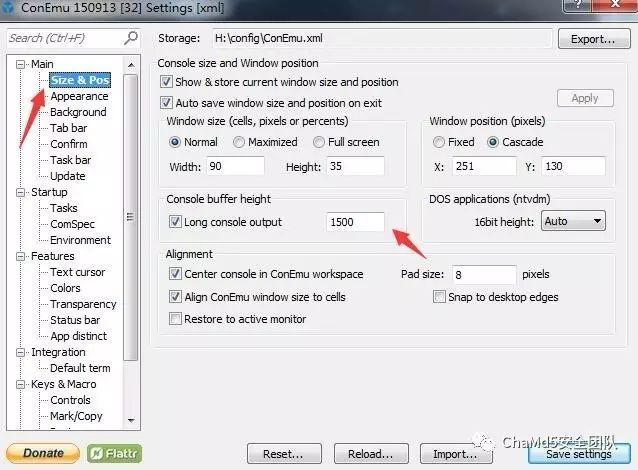 ConEmu 150913 [32] Settings [xml]
Search (Ctrl+F)
Storage: H:\config\ConEmu.xml Export...
Main
Size & Pos
Appearance
Background
Tab bar
Confirm
Task bar
Update
Startup
Tasks
ComSpec
Environment
Features
Text cursor
Colors
Transparency
Status bar
App distinct
Integration
Default term
Keys & Macro
Controls
Mark/Copy
Console size and Window position
Show & store current window size and position
Auto save window size and position on exit
Apply
Window size (cells, pixels or percents)
Normal Maximized Full screen
Width: 90 Height: 35
Window position (pixels)
Fixed Cascade
X: 251 Y: 130
Console buffer height
Long console output 1500
DOS applications (ntvdm)
16bit height: Auto
Alignment
Center console in ConEmu workspace Pad size: 8 pixels
Align ConEmu window size to cells Snap to desktop edges
Restore to active monitor
Donate Flattr Reset... Reload... Import... Save settings
ChaMd5安全团队